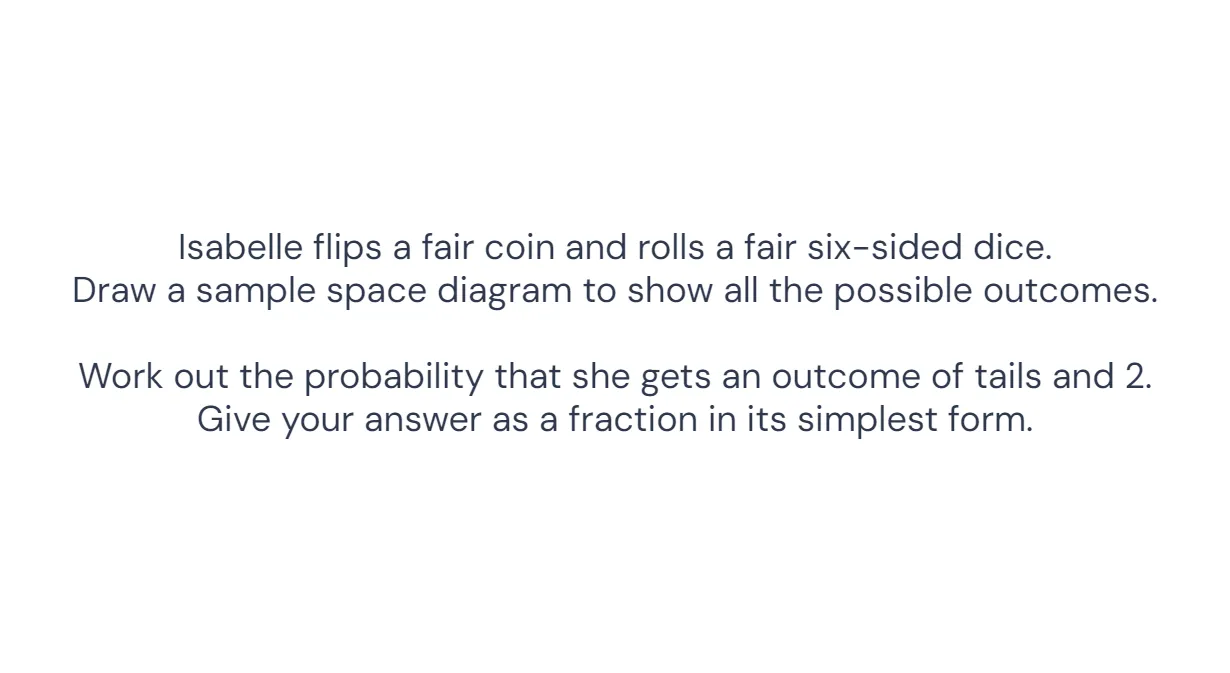 Isabelle flips a fair coin and rolls a fair six-sided dice.
Draw a sample space diagram to show all the possible outcomes.
Work out the probability that she gets an outcome of tails and 2.
Give your answer as a fraction in its simplest form.